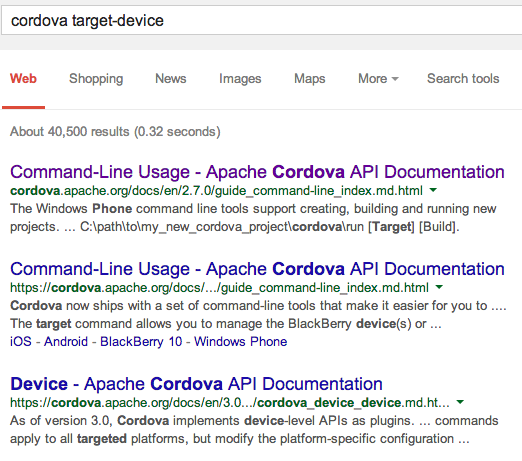 cordova target-device
Web Shopping News Images Maps More Search tools
About 40,500 results (0.32 seconds)
Command-Line Usage - Apache Cordova API Documentation
cordova.apache.org/docs/en/2.7.0/guide_command-line_index.md.html
The Windows Phone command line tools support creating, building and running new
projects. ... C:\path\to\my_new_cordova_project\cordova\run [Target] [Build].
Command-Line Usage - Apache Cordova API Documentation
https://cordova.apache.org/docs/.../guide_command-line_index.md.html
Cordova now ships with a set of command-line tools that make it easier for you to ....
The target command allows you to manage the BlackBerry device(s) or ...
iOS - Android - BlackBerry 10 - Windows Phone
Device - Apache Cordova API Documentation
https://cordova.apache.org/docs/en/3.0.../cordova_device_device.md.ht...
As of version 3.0, Cordova implements device-level APIs as plugins. ... commands
apply to all targeted platforms, but modify the platform-specific configuration ...